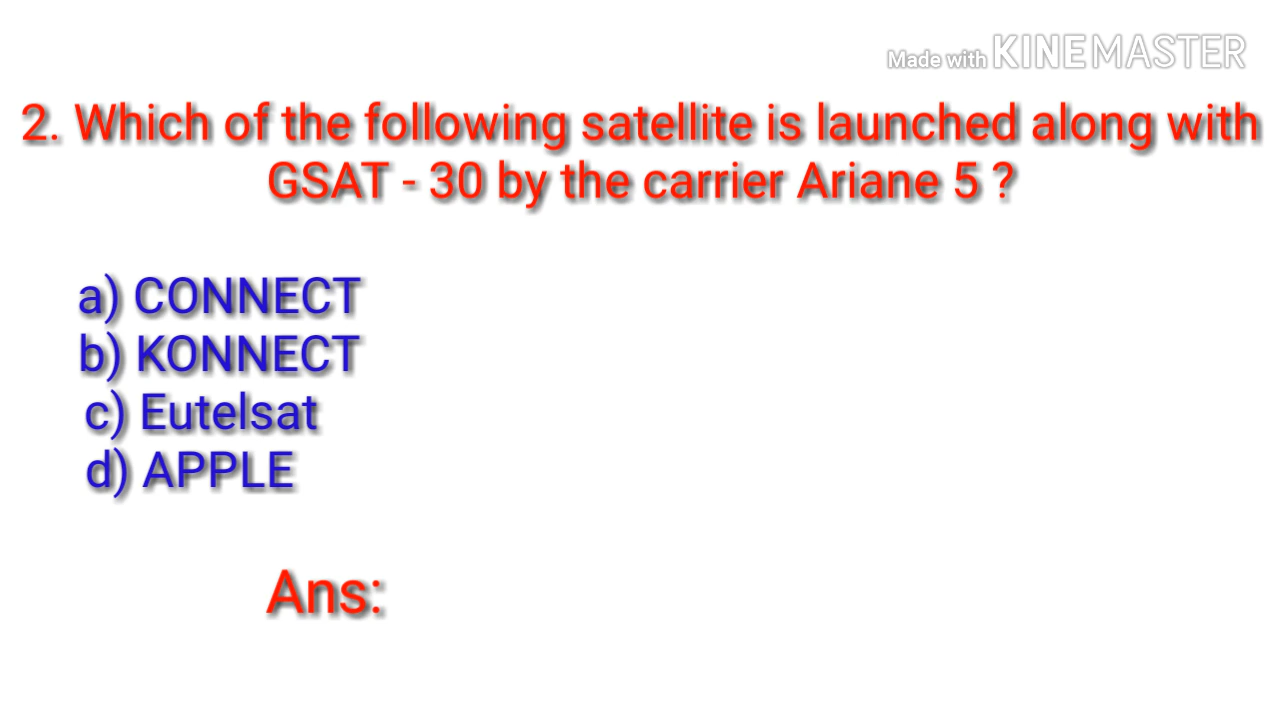 Made with KINEMASTER
2. Which of the following satellite is launched along with
GSAT - 30 by the carrier Ariane 5 ?
a) CONNECT
b) KONNECT
c) Eutelsat
d) APPLE
Ans: